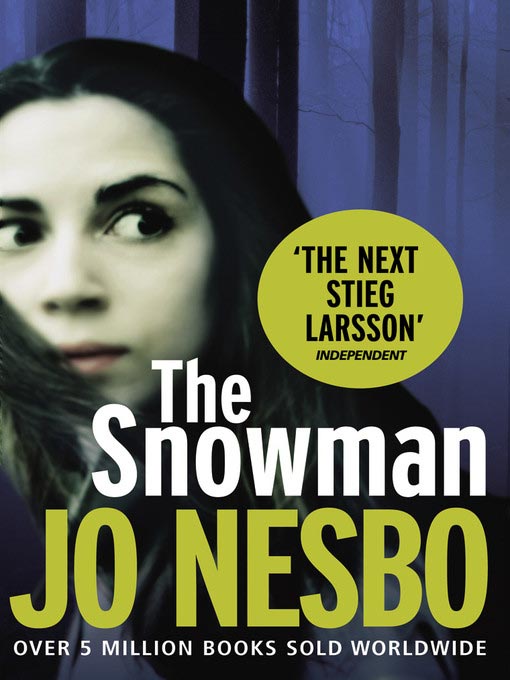 ‘THE NEXT
STIEG
LARSSON’
INDEPENDENT
The
Snowman
JO NESBO
OVER 5 MILLION BOOKS SOLD WORLDWIDE